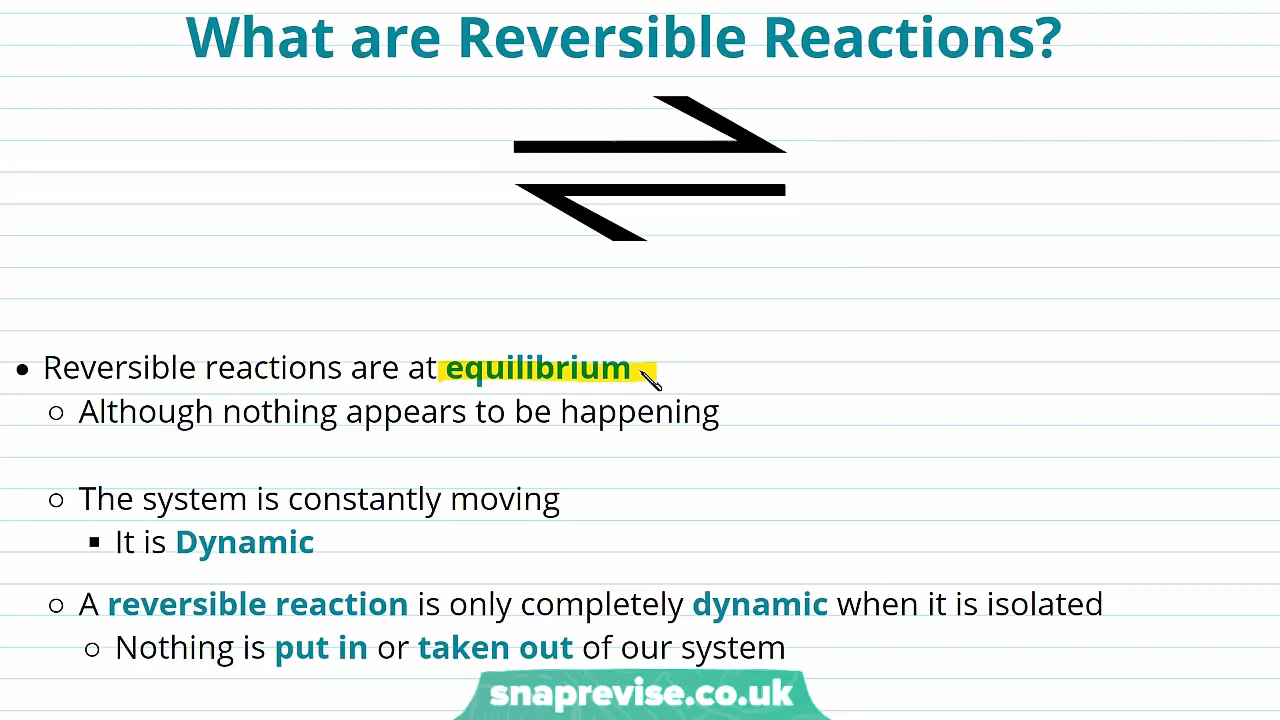 What are Reversible Reactions?
Reversible reactions are at equilibrium
Although nothing appears to be happening
The system is constantly moving
It is Dynamic
A reversible reaction is only completely dynamic when it is isolated
Nothing is put in or taken out of our system
snaprevise.co.uk